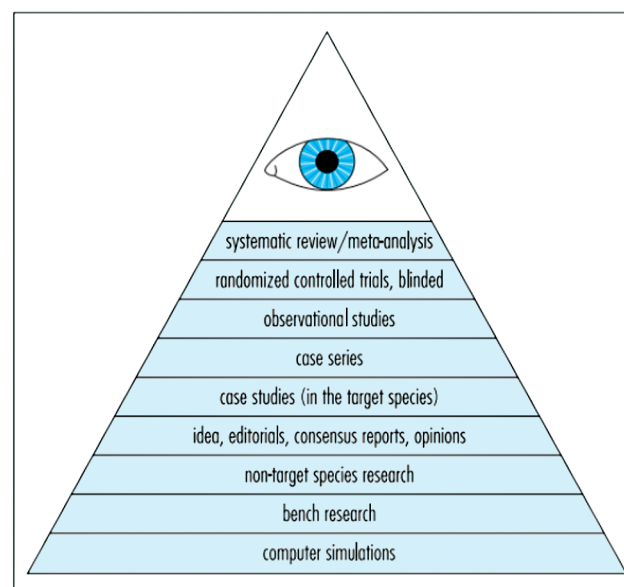 systematic review/meta-analysis
randomized controlled trials, blinded
observational studies
case series
case studies (in the target species)
idea, editorials, consensus reports, opinions
non-target species research
bench research
computer simulations